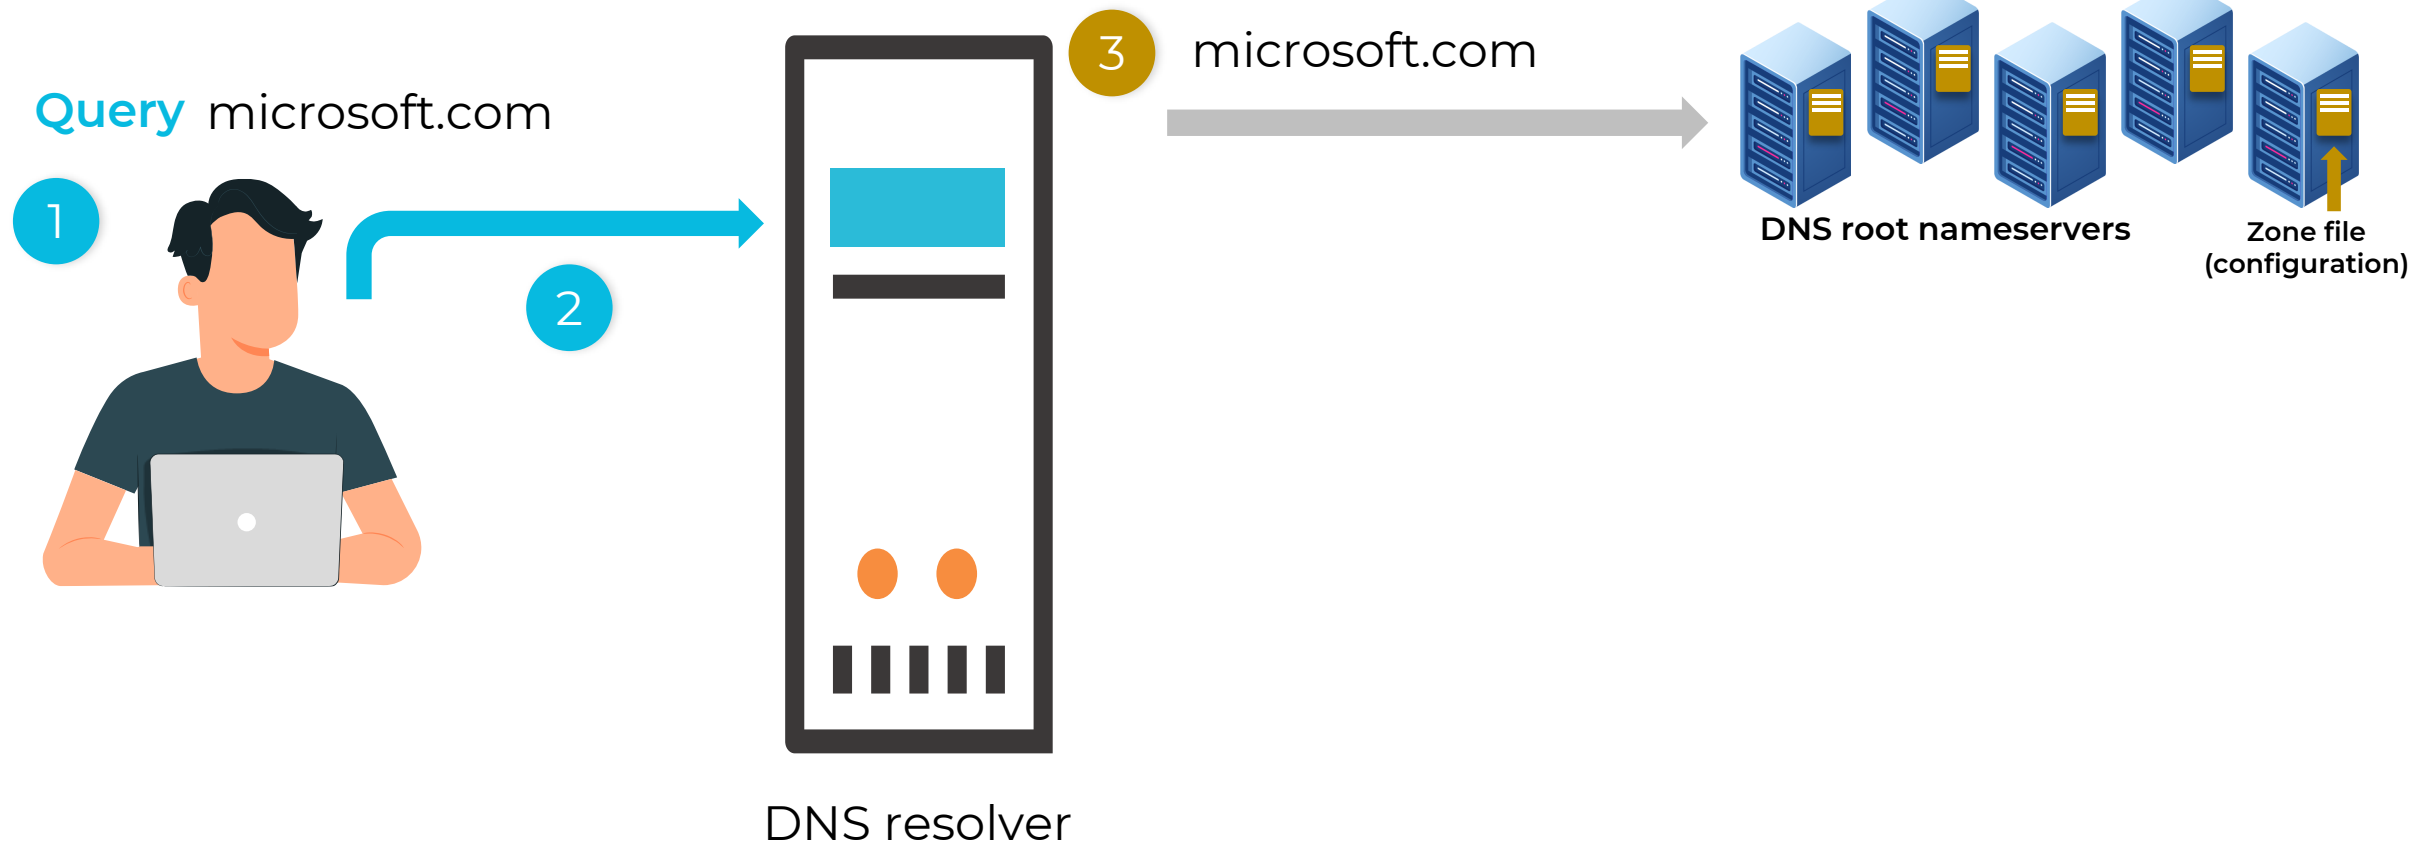 Query microsoft.com
1
2
DNS resolver
3
microsoft.com
DNS root nameservers
Zone file
(configuration)